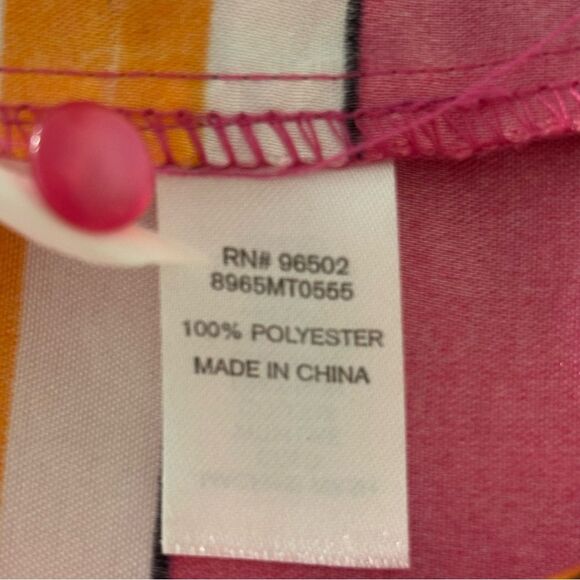 RN# 96502
8965MT0555
100% POLYESTER
MADE IN CHINA